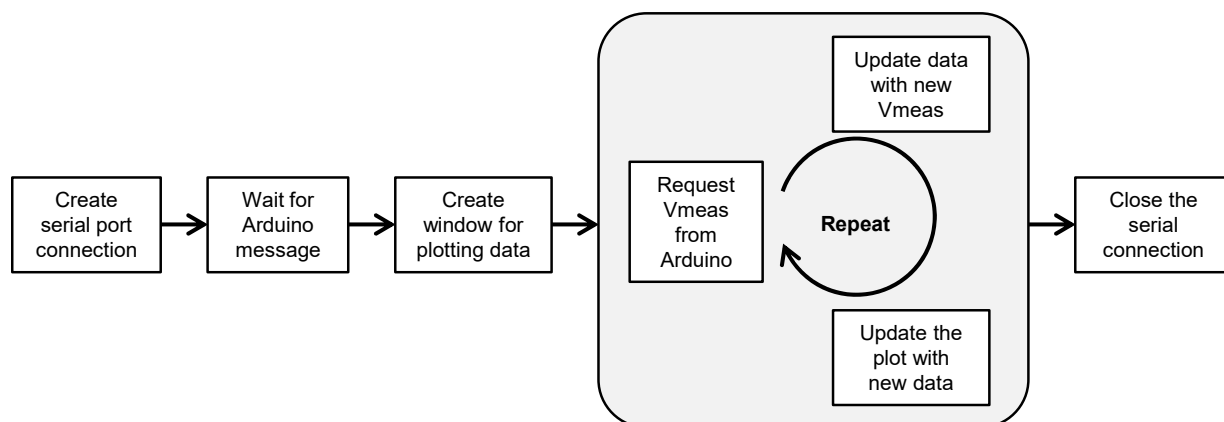 Create
serial port
connection
Wait for
Arduino
message
Create
window for
plotting data
Request
Vmeas
from
Arduino
Update data
with new
Vmeas
Repeat
Update the
plot with
new data
Close the
serial
connection